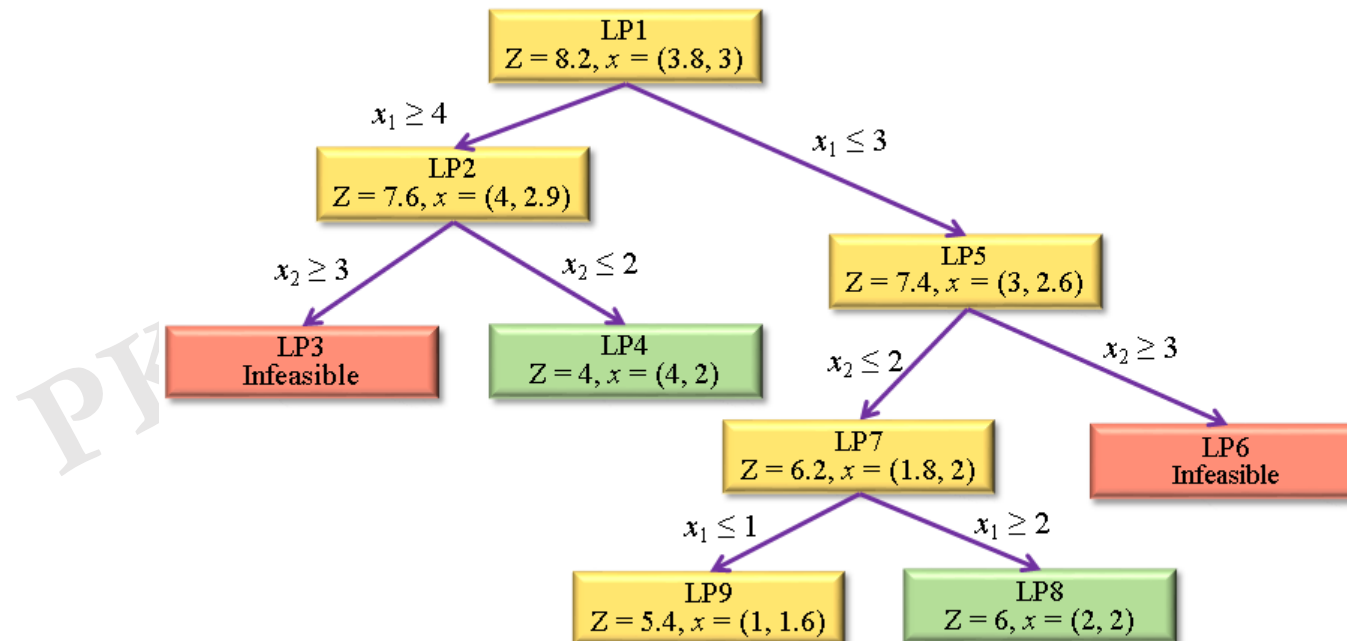 LP1
Z = 8.2, x = (3.8, 3)
x₁ ≥ 4
x₁ ≤ 3
LP2
Z = 7.6, x = (4, 2.9)
LP5
Z = 7.4, x = (3, 2.6)
x₂ ≥ 3
x₂ ≤ 2
LP3
Infeasible
LP4
Z = 4, x = (4, 2)
x₂ ≤ 2
x₂ ≥ 3
LP7
Z = 6.2, x = (1.8, 2)
LP6
Infeasible
x₁ ≤ 1
x₁ ≥ 2
LP9
Z = 5.4, x = (1, 1.6)
LP8
Z = 6, x = (2, 2)